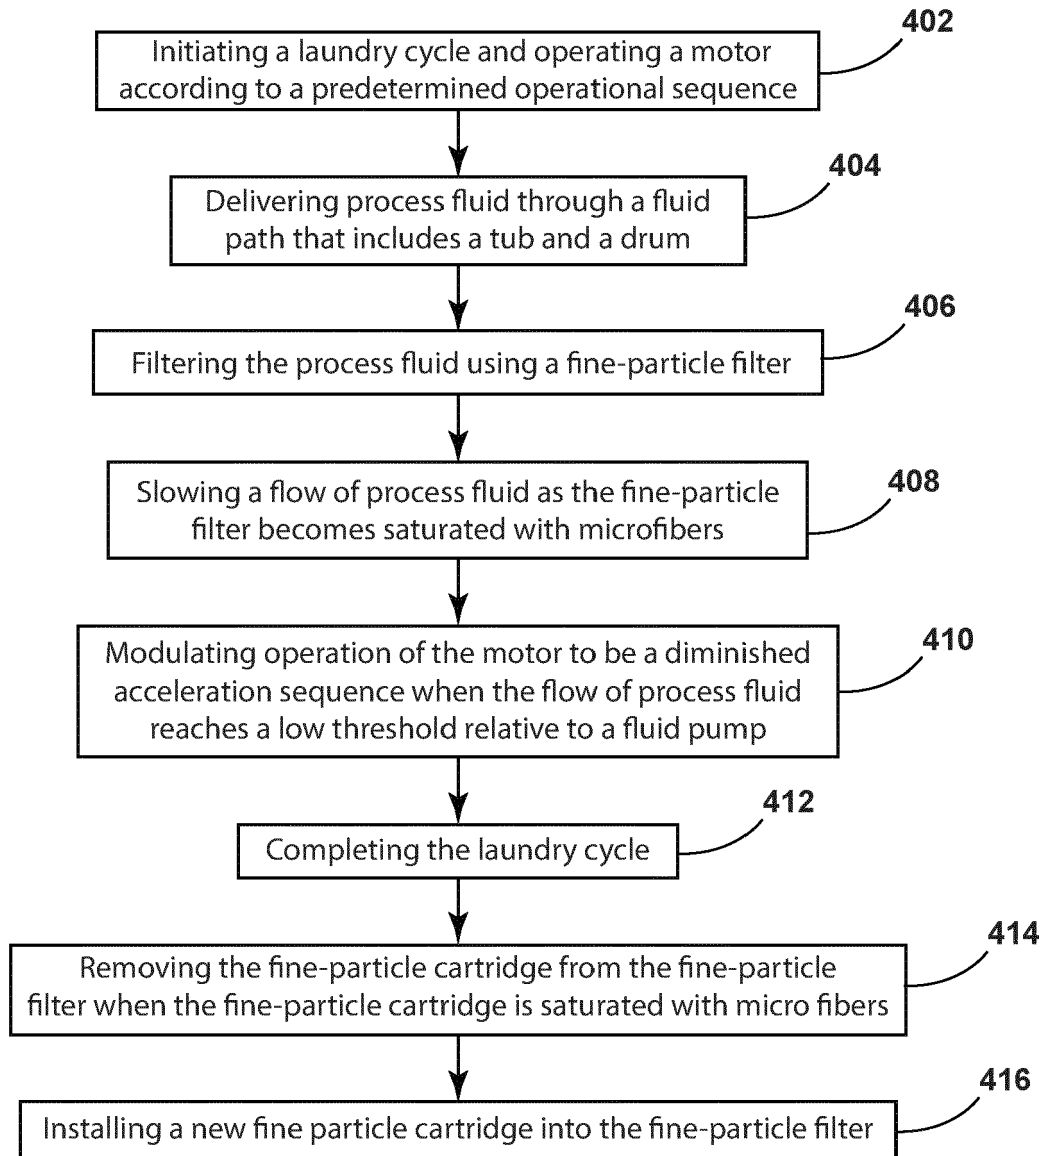 402
Initiating a laundry cycle and operating a motor
according to a predetermined operational sequence
404
Delivering process fluid through a fluid
path that includes a tub and a drum
406
Filtering the process fluid using a fine-particle filter
408
Slowing a flow of process fluid as the fine-particle
filter becomes saturated with microfibers
410
Modulating operation of the motor to be a diminished
acceleration sequence when the flow of process fluid
reaches a low threshold relative to a fluid pump
412
Completing the laundry cycle
414
Removing the fine-particle cartridge from the fine-particle
filter when the fine-particle cartridge is saturated with micro fibers
416
Installing a new fine particle cartridge into the fine-particle filter